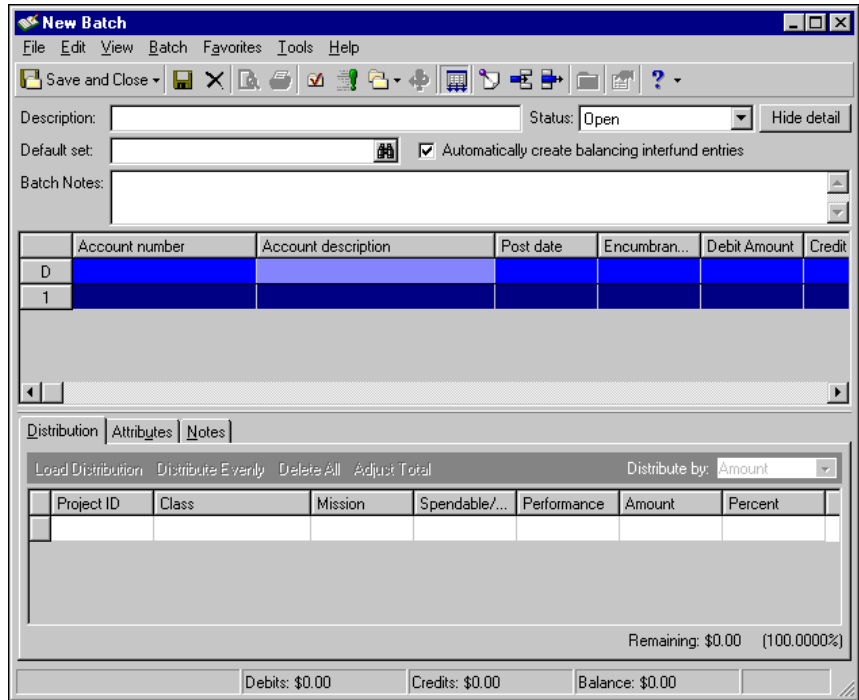 New Batch
File Edit View Batch Favorites Tools Help
Save and Close
Description: Status: Open Hide detail
Default set: Automatically create balancing interfund entries
Batch Notes:
Account number Account description Post date Encumbran... Debit Amount Credit
D
1
Distribution Attributes Notes
Load Distribution Distribute Evenly Delete All Adjust Total Distribute by: Amount
Project ID Class Mission Spendable/... Performance Amount Percent
Remaining: $0.00 (100.0000%)
Debits: $0.00 Credits: $0.00 Balance: $0.00